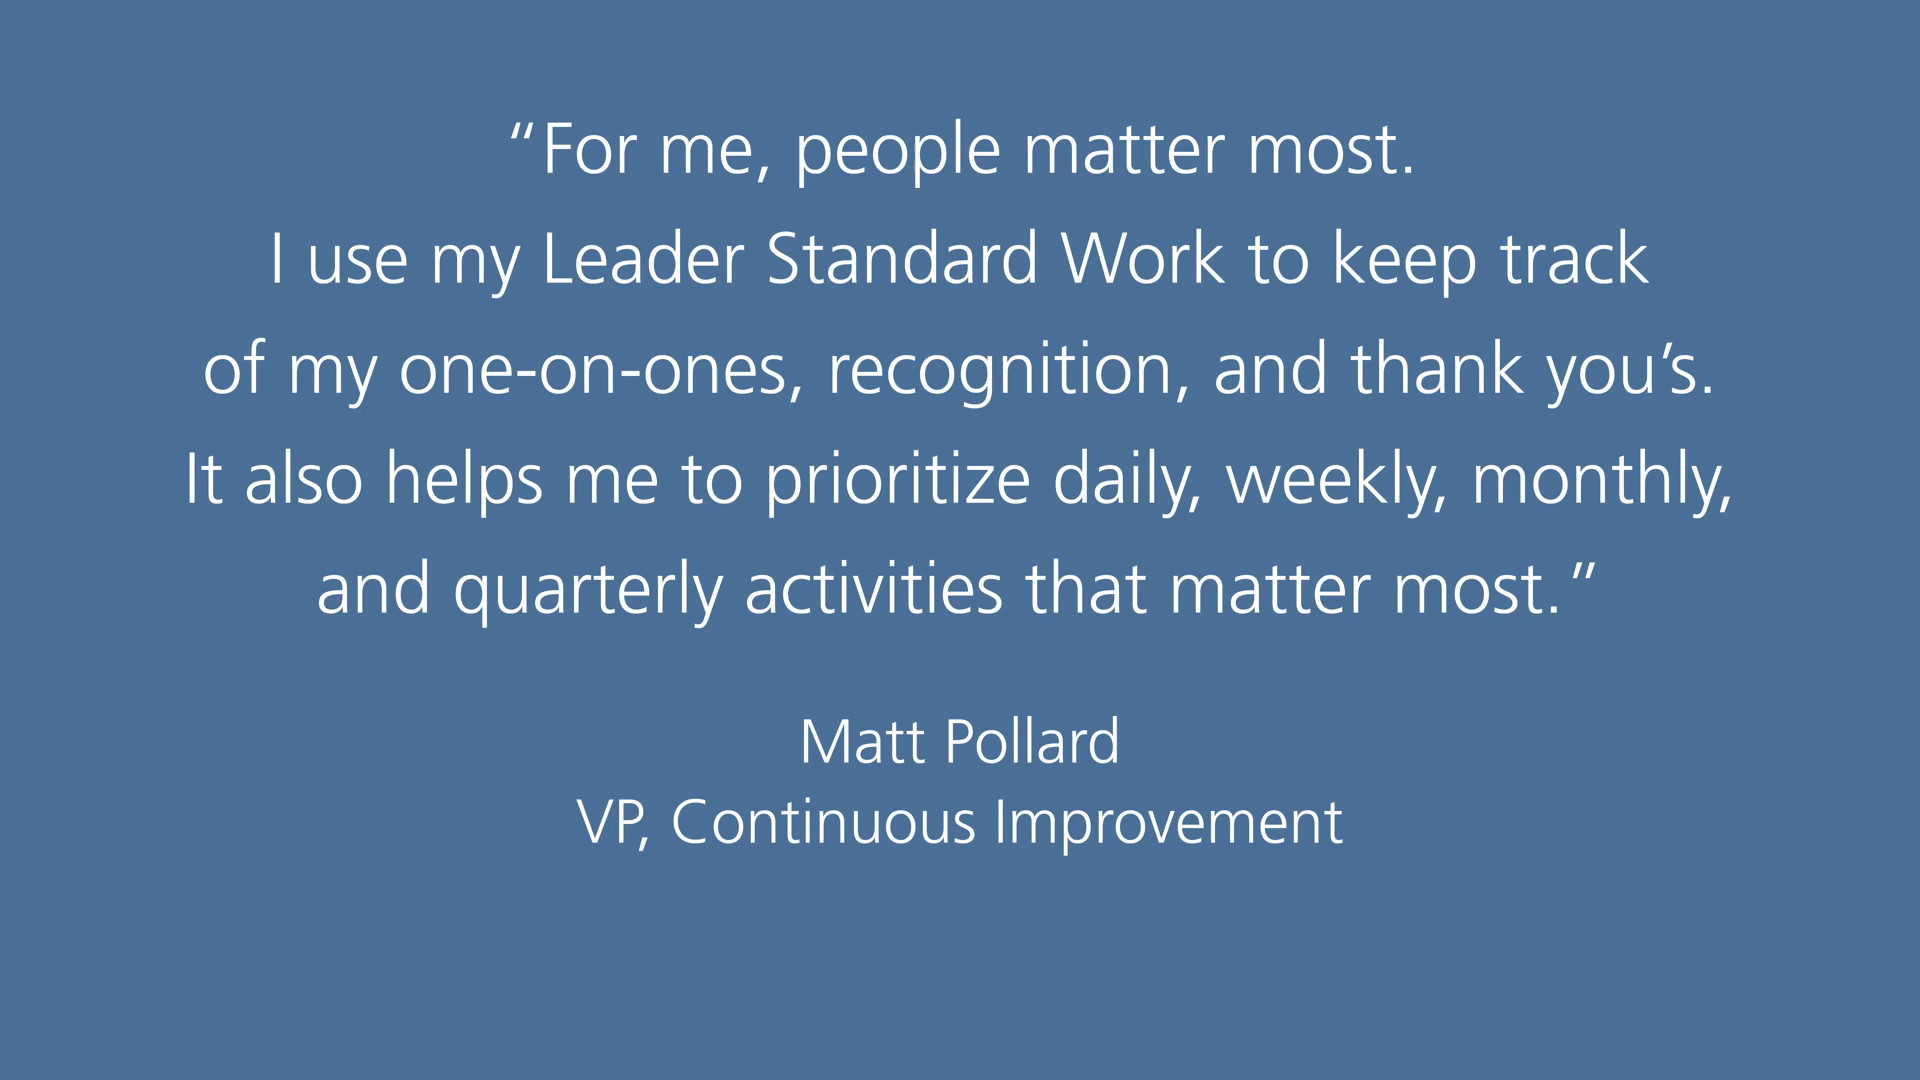 “For me, people matter most.
I use my Leader Standard Work to keep track
of my one-on-ones, recognition, and thank you’s.
It also helps me to prioritize daily, weekly, monthly,
and quarterly activities that matter most.”
Matt Pollard
VP, Continuous Improvement